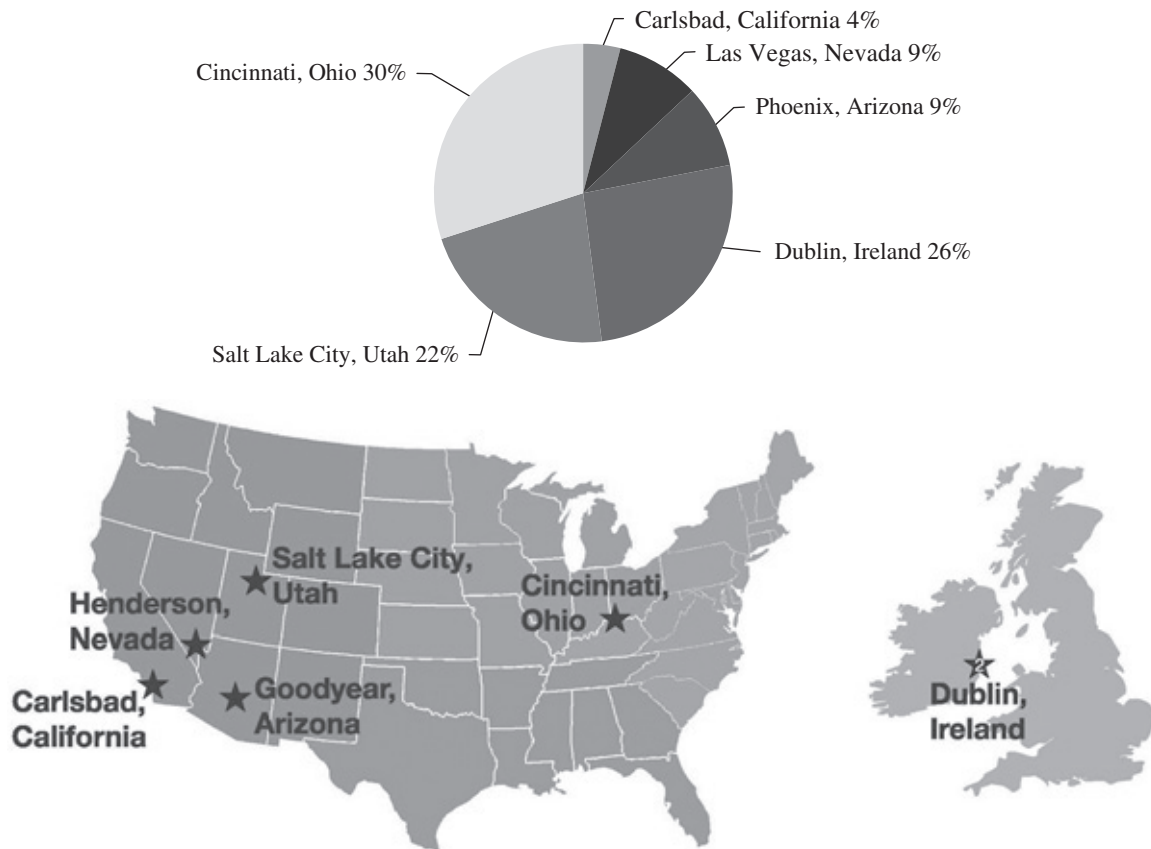 Carlsbad, California 4%
Las Vegas, Nevada 9%
Cincinnati, Ohio 30%
Phoenix, Arizona 9%
Dublin, Ireland 26%
Salt Lake City, Utah 22%
Salt Lake City,
Utah
Cincinnati,
Ohio
Henderson,
Nevada
Carlsbad,
California
Goodyear,
Arizona
2
Dublin,
Ireland